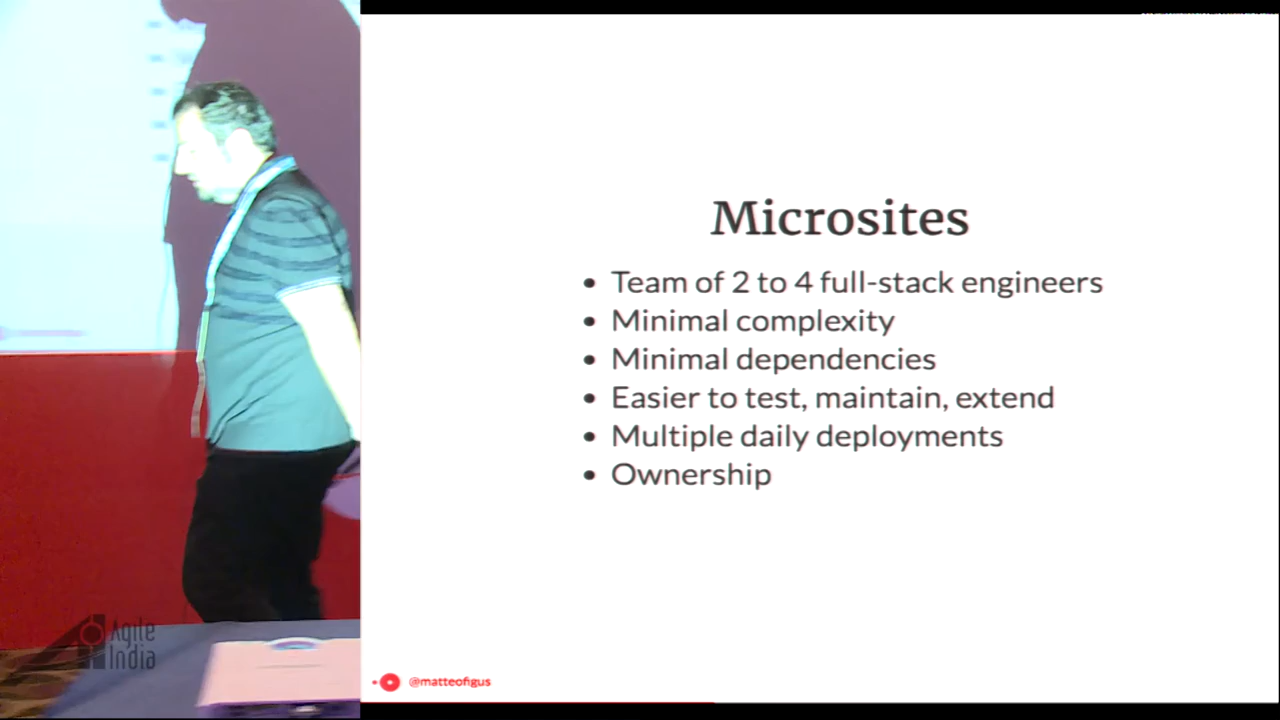 Microsites
• Team of 2 to 4 full-stack engineers
• Minimal complexity
• Minimal dependencies
• Easier to test, maintain, extend
• Multiple daily deployments
• Ownership
@matteofigus
Agile
India